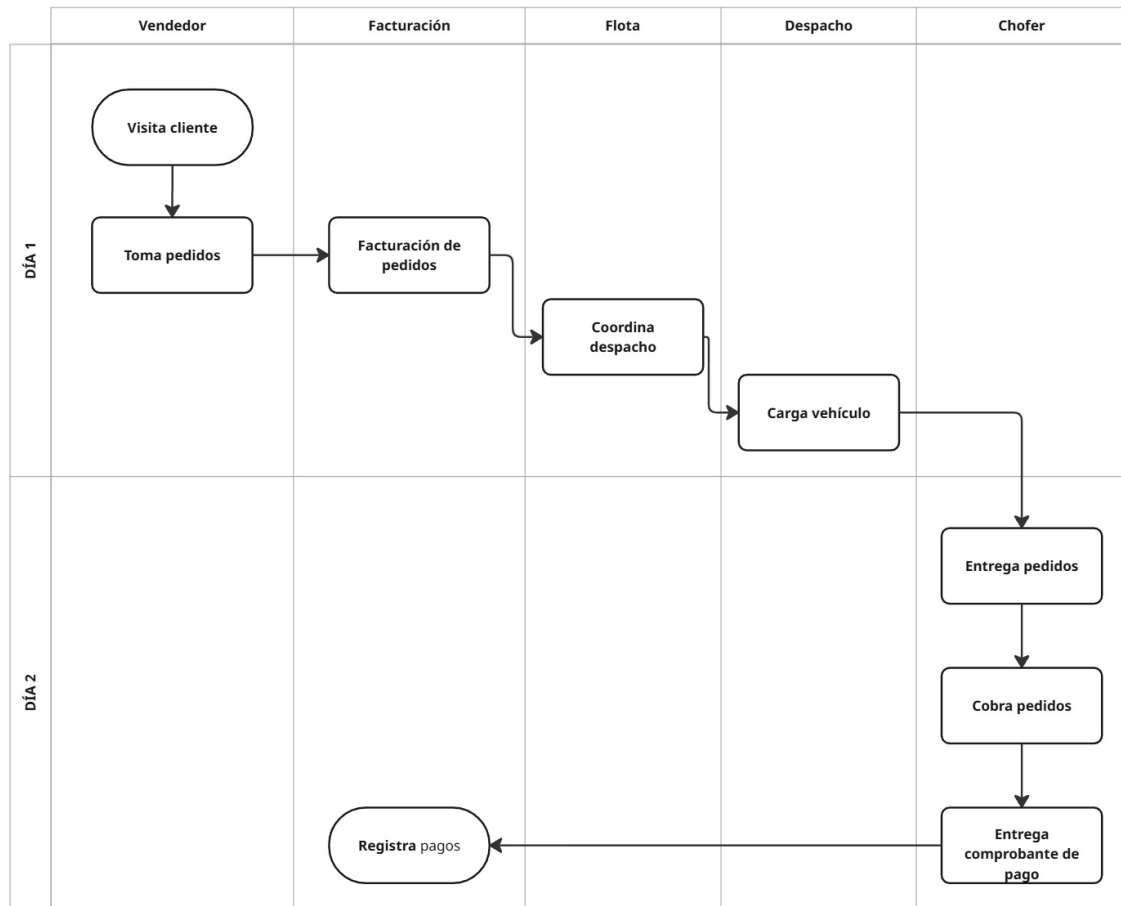 Vendedor
Facturación
Flota
Despacho
Chofer
DÍA 1
Visita cliente
Toma pedidos
Facturación de
pedidos
Coordina
despacho
Carga vehículo
DÍA 2
Entrega pedidos
Cobra pedidos
Entrega
comprobante de
pago
Registra pagos